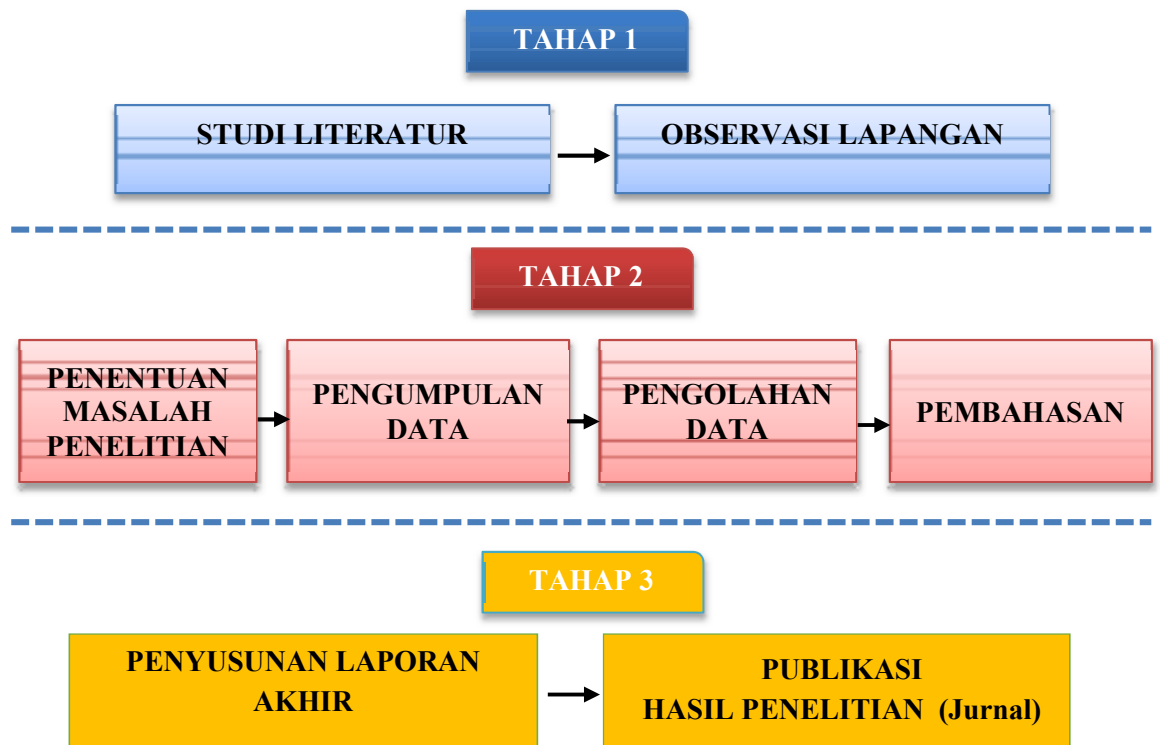 TAHAP 1
STUDI LITERATUR
OBSERVASI LAPANGAN
TAHAP 2
PENENTUAN
MASALAH
PENELITIAN
PENGUMPULAN
DATA
PENGOLAHAN
DATA
PEMBAHASAN
TAHAP 3
PENYUSUNAN LAPORAN
AKHIR
PUBLIKASI
HASIL PENELITIAN (Jurnal)